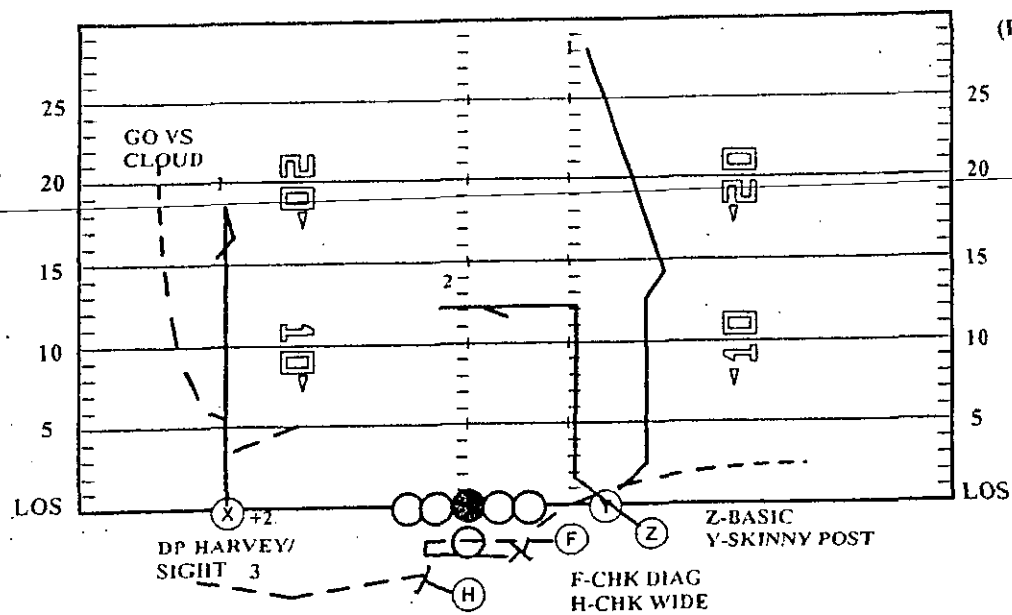 25
25
GO VS
CLOUD
20
20
1
1
20
20
15
15
2
10
10
10
10
5
5
LOS
LOS
X +2
Y
Z
F
H
DP HARVEY/
SIGHT 3
Z-BASIC
Y-SKINNY POST
F-CHK DIAG
H-CHK WIDE